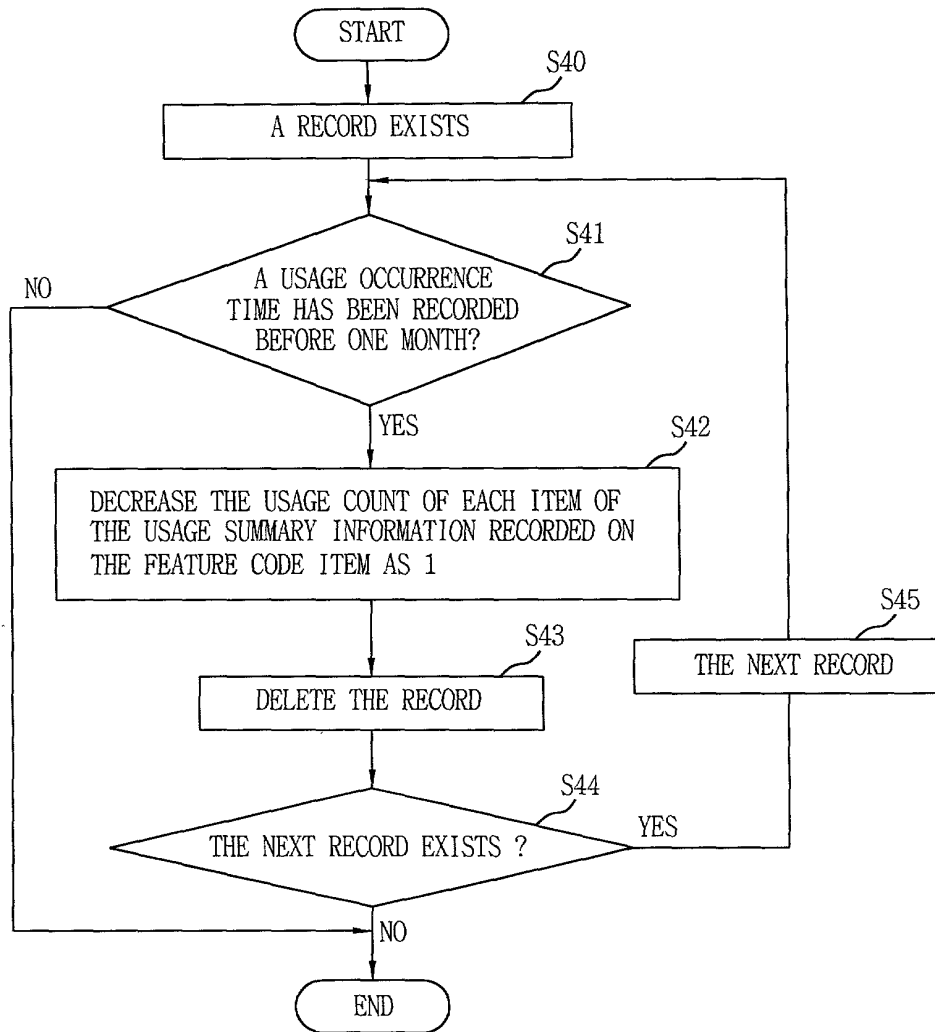 START
S40
A RECORD EXISTS
S41
A USAGE OCCURRENCE
TIME HAS BEEN RECORDED
BEFORE ONE MONTH?
NO
YES
S42
DECREASE THE USAGE COUNT OF EACH ITEM OF
THE USAGE SUMMARY INFORMATION RECORDED ON
THE FEATURE CODE ITEM AS 1
S45
THE NEXT RECORD
S43
DELETE THE RECORD
S44
THE NEXT RECORD EXISTS ?
YES
NO
END